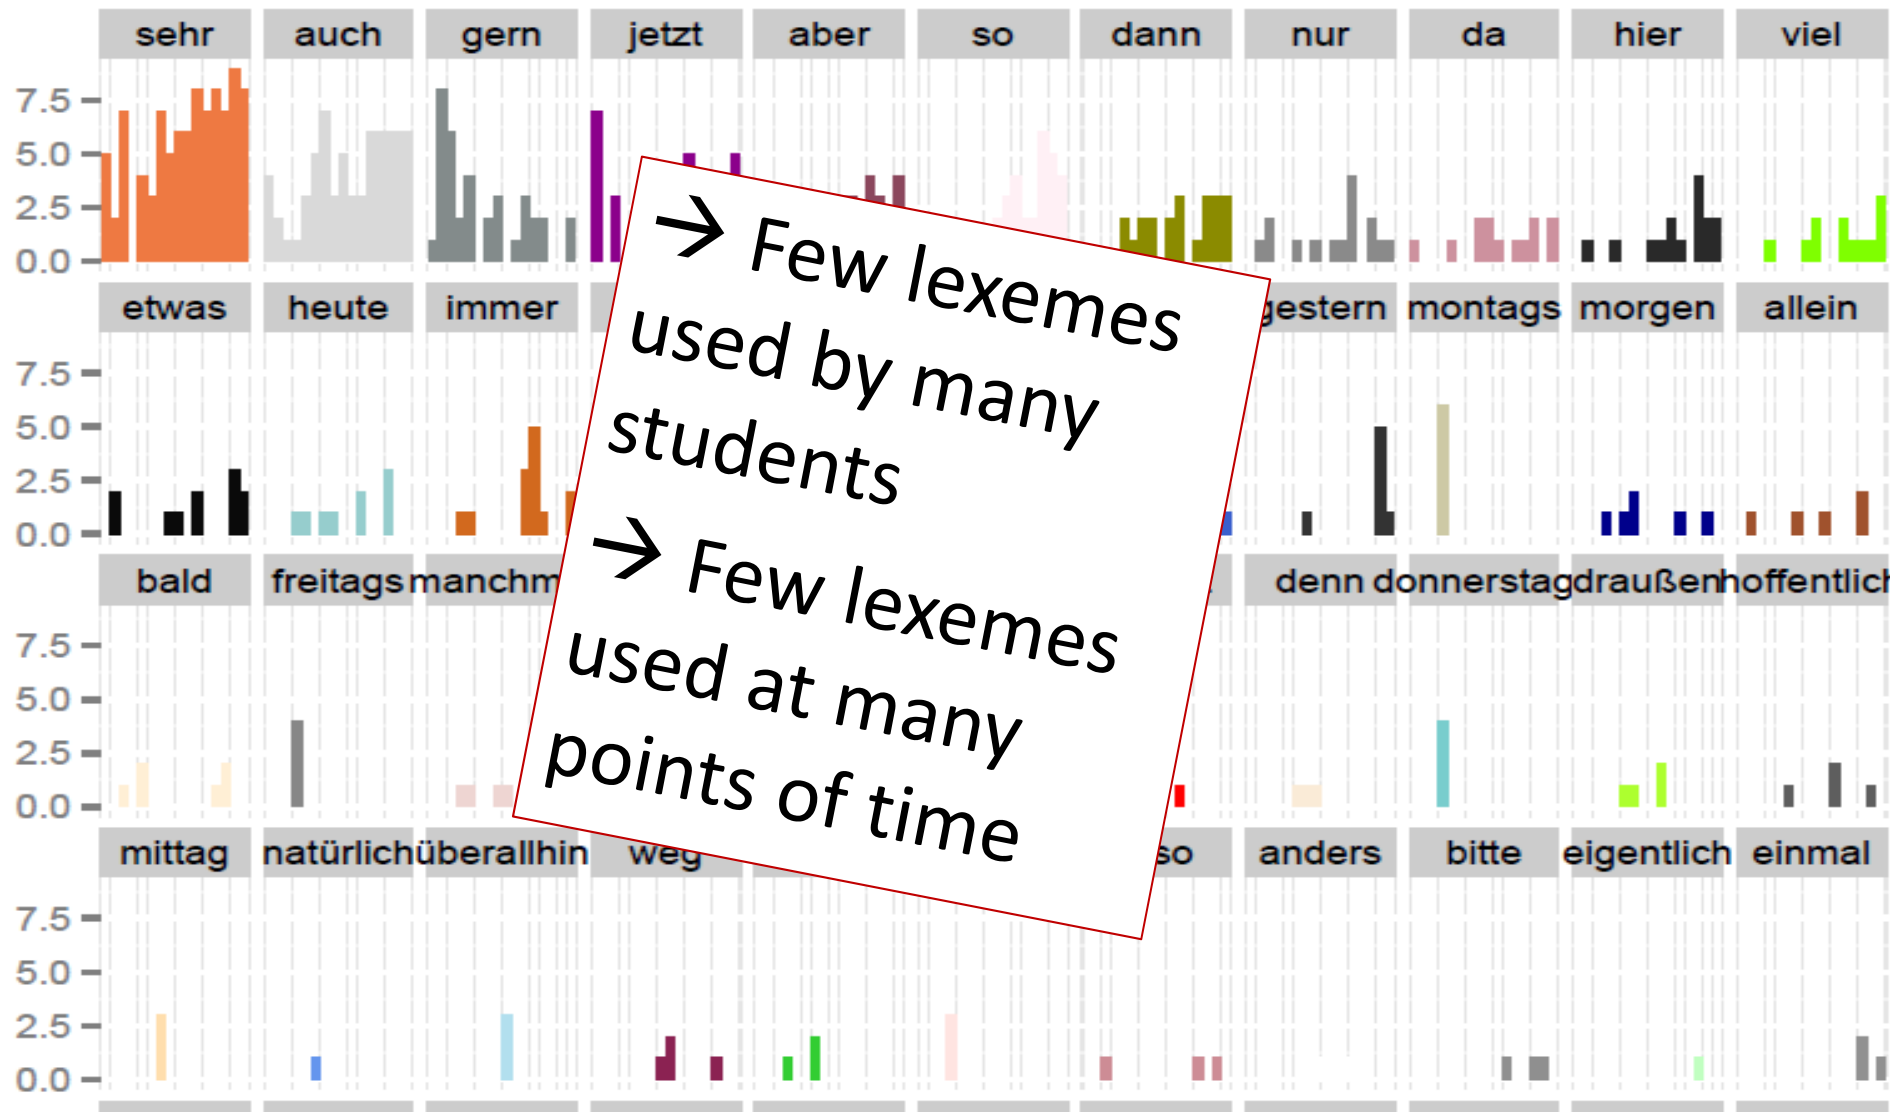 sehr auch gern jetzt aber so dann nur da hier viel
7.5
5.0
2.5
0.0
etwas heute immer gestern montags morgen allein
7.5
5.0
2.5
0.0
bald freitags manchm denn donnerstag draußen hoffentlich
7.5
5.0
2.5
0.0
mittag natürlich überallhin weg so anders bitte eigentlich einmal
7.5
5.0
2.5
0.0
→ Few lexemes
used by many
students
→ Few lexemes
used at many
points of time